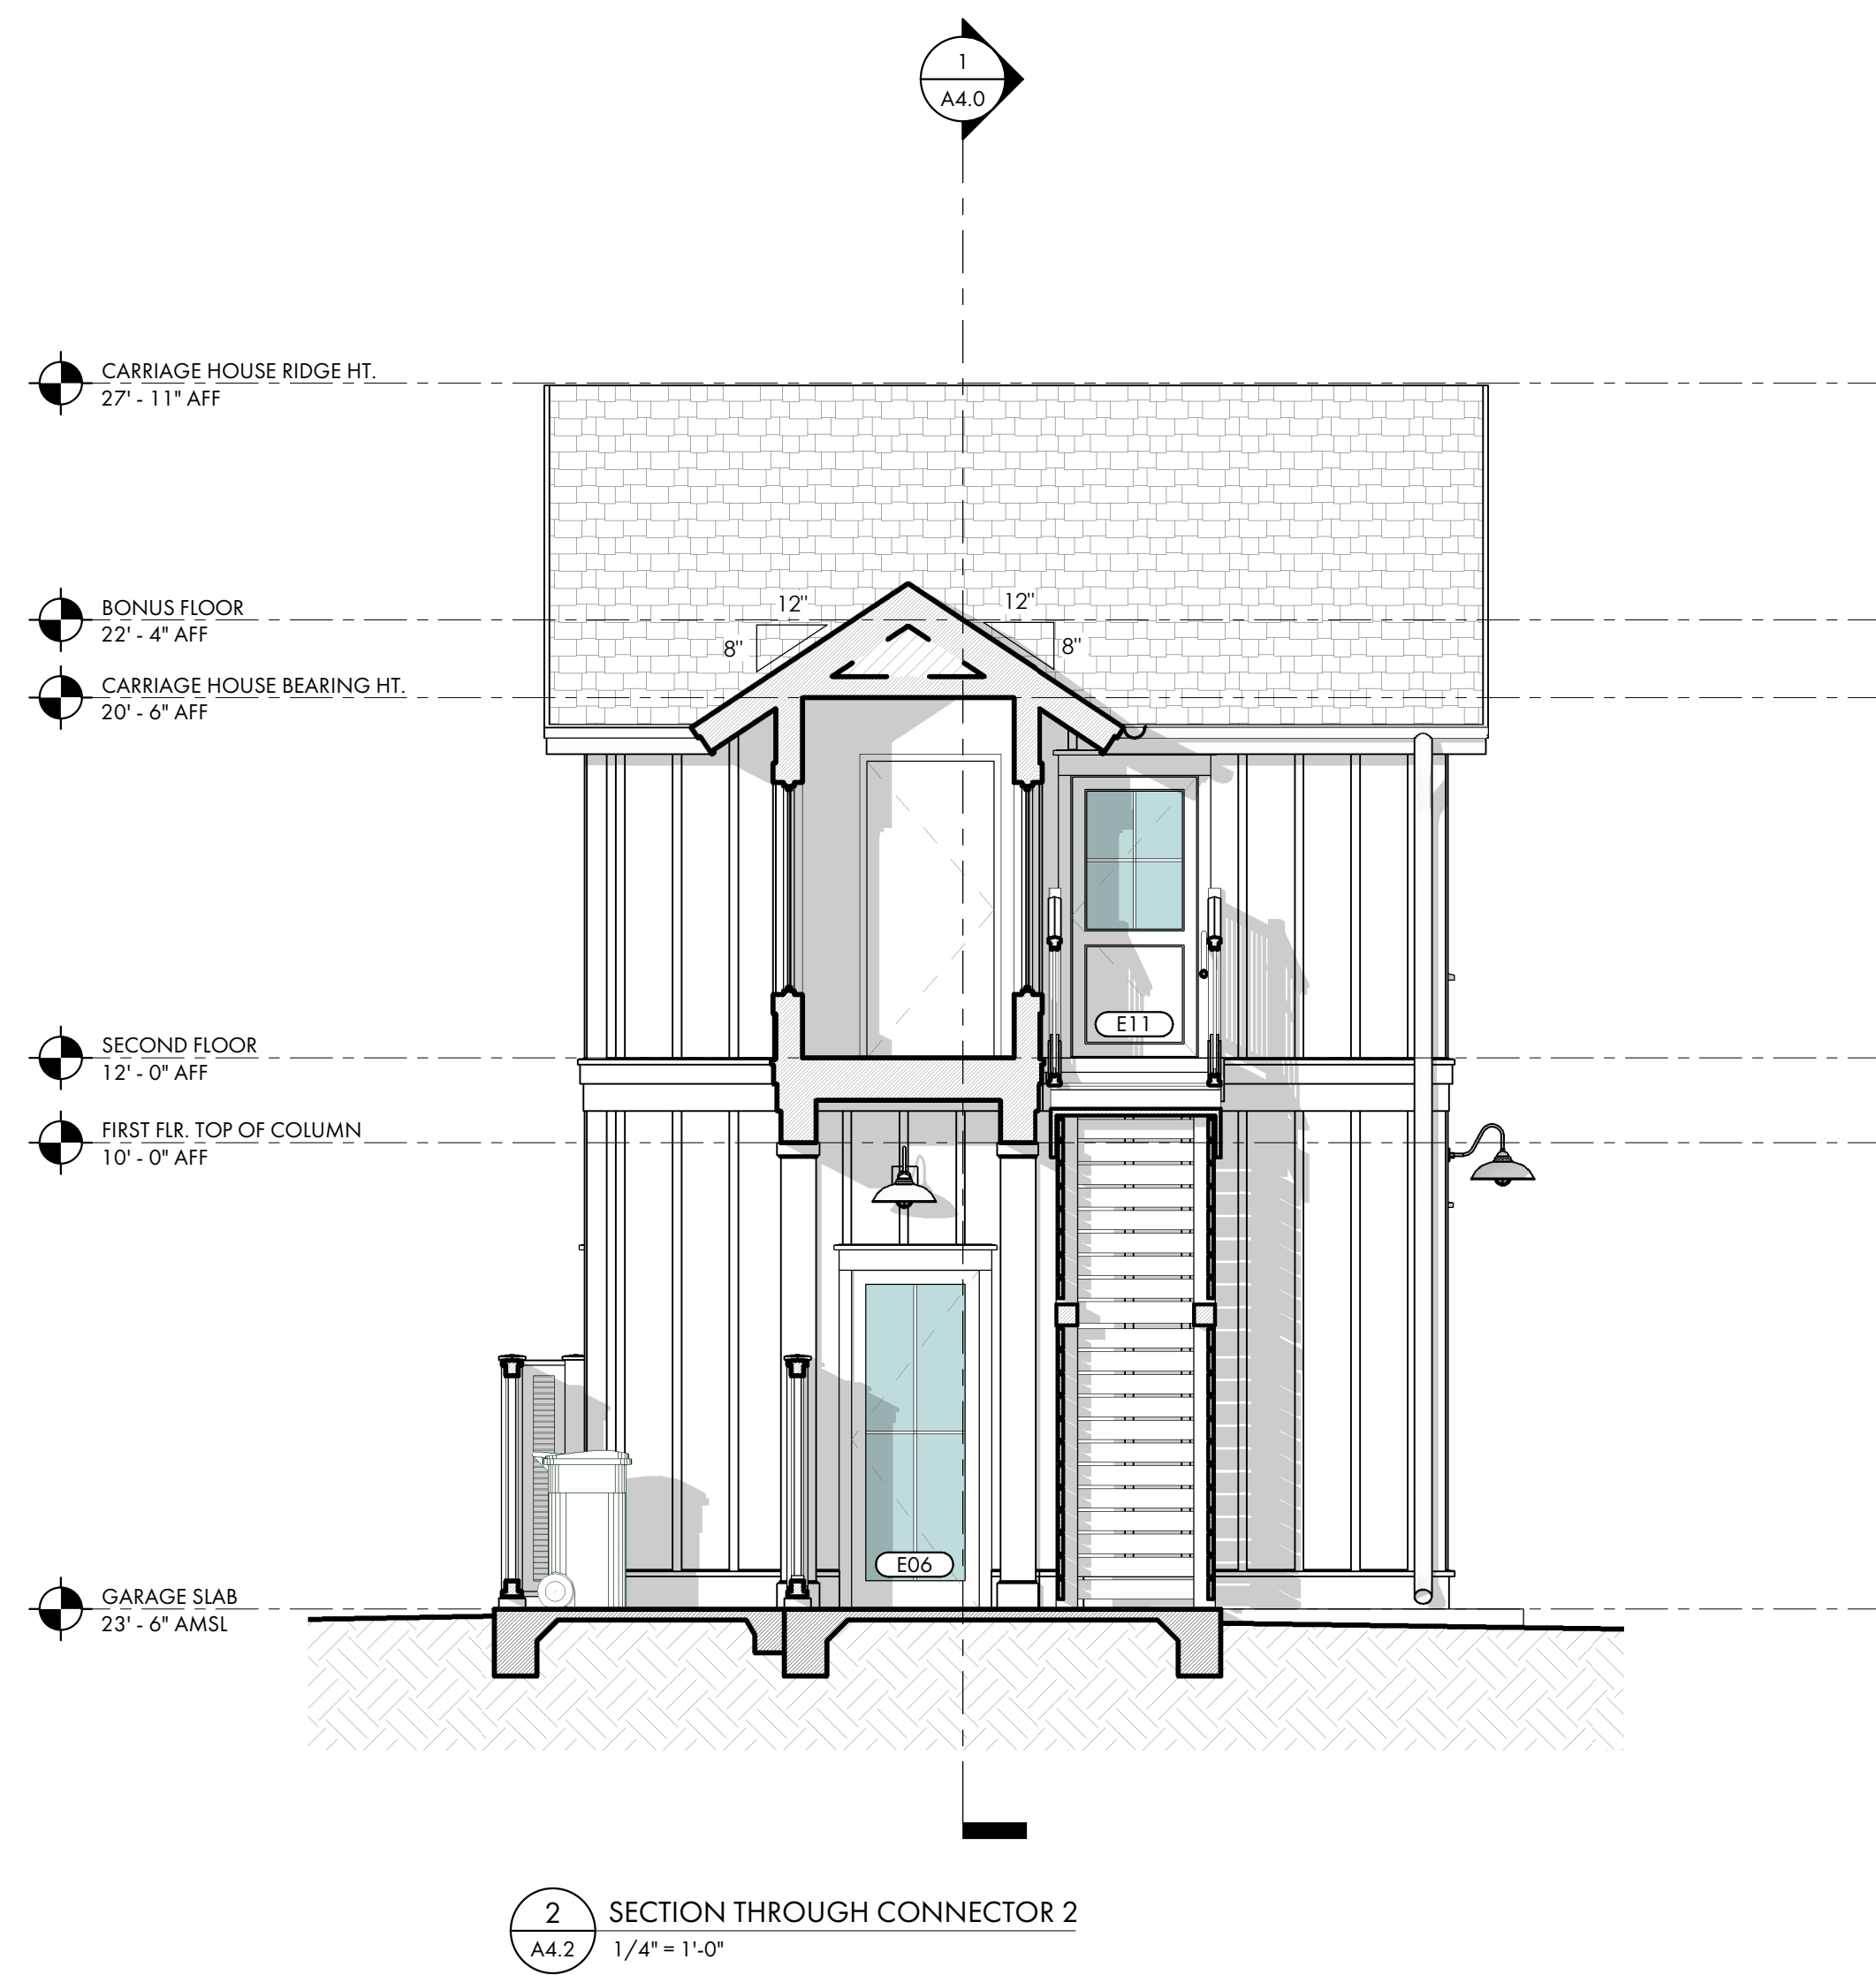 1
A4.0
CARRIAGE HOUSE RIDGE HT.
27' - 11" AFF
BONUS FLOOR
22' - 4" AFF
12"
12"
8"
8"
CARRIAGE HOUSE BEARING HT.
20' - 6" AFF
E11
SECOND FLOOR
12' - 0" AFF
FIRST FLR. TOP OF COLUMN
10' - 0" AFF
E06
GARAGE SLAB
23' - 6" AMSL
2
A4.2
SECTION THROUGH CONNECTOR 2
1/4" = 1'-0"